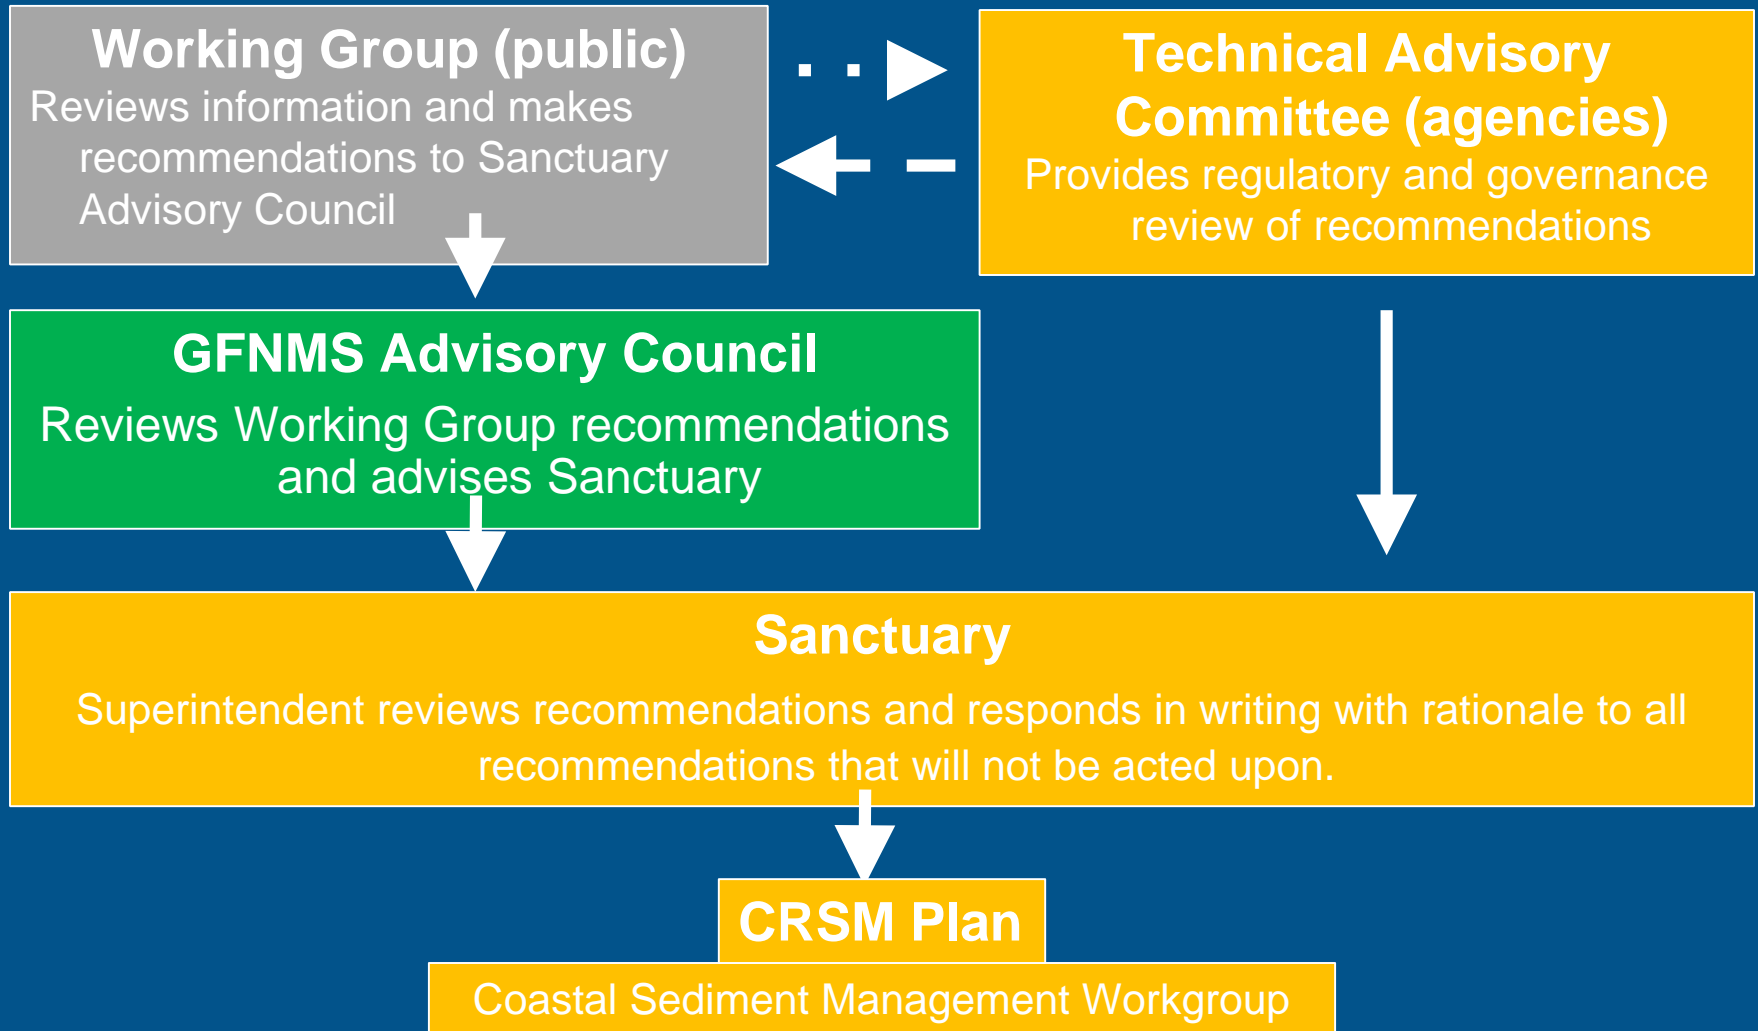 Working Group (public)
Reviews information and makes
recommendations to Sanctuary
Advisory Council
Technical Advisory
Committee (agencies)
Provides regulatory and governance
review of recommendations
GFNMS Advisory Council
Reviews Working Group recommendations
and advises Sanctuary
Sanctuary
Superintendent reviews recommendations and responds in writing with rationale to all
recommendations that will not be acted upon.
CRSM Plan
Coastal Sediment Management Workgroup